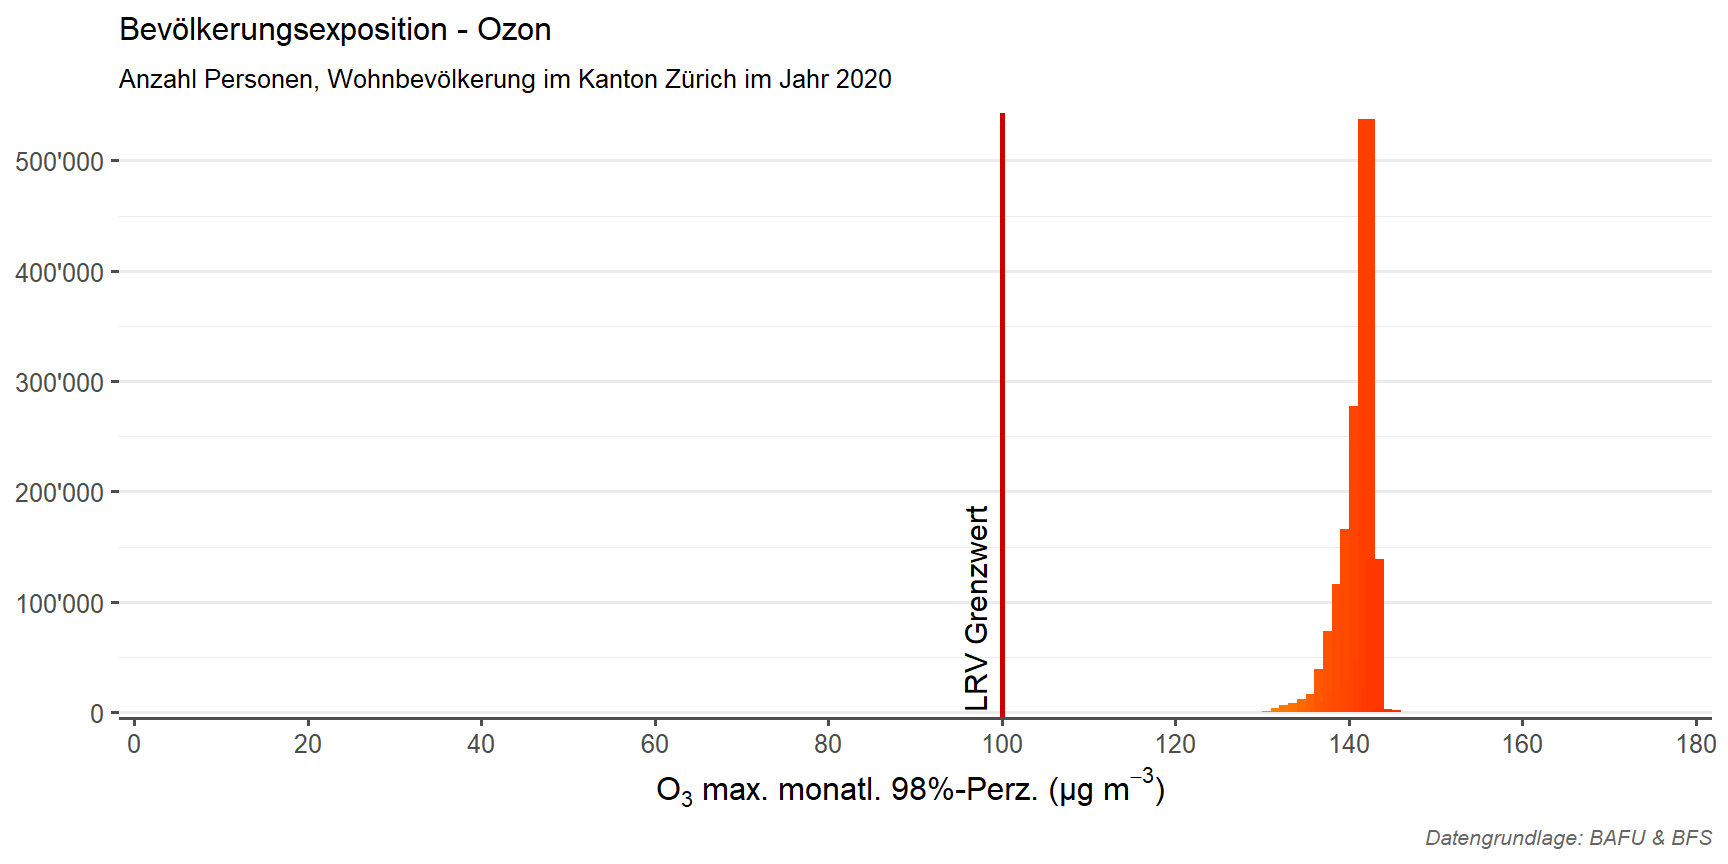 Bevölkerungsexposition - Ozon
Anzahl Personen, Wohnbevölkerung im Kanton Zürich im Jahr 2020
500'000
400'000
300'000
200'000
100'000
0
LRV Grenzwert
0 20 40 60 80 100 120 140 160 180
O₃ max. monatl. 98%-Perz. (µg m⁻³)
Datengrundlage: BAFU & BFS